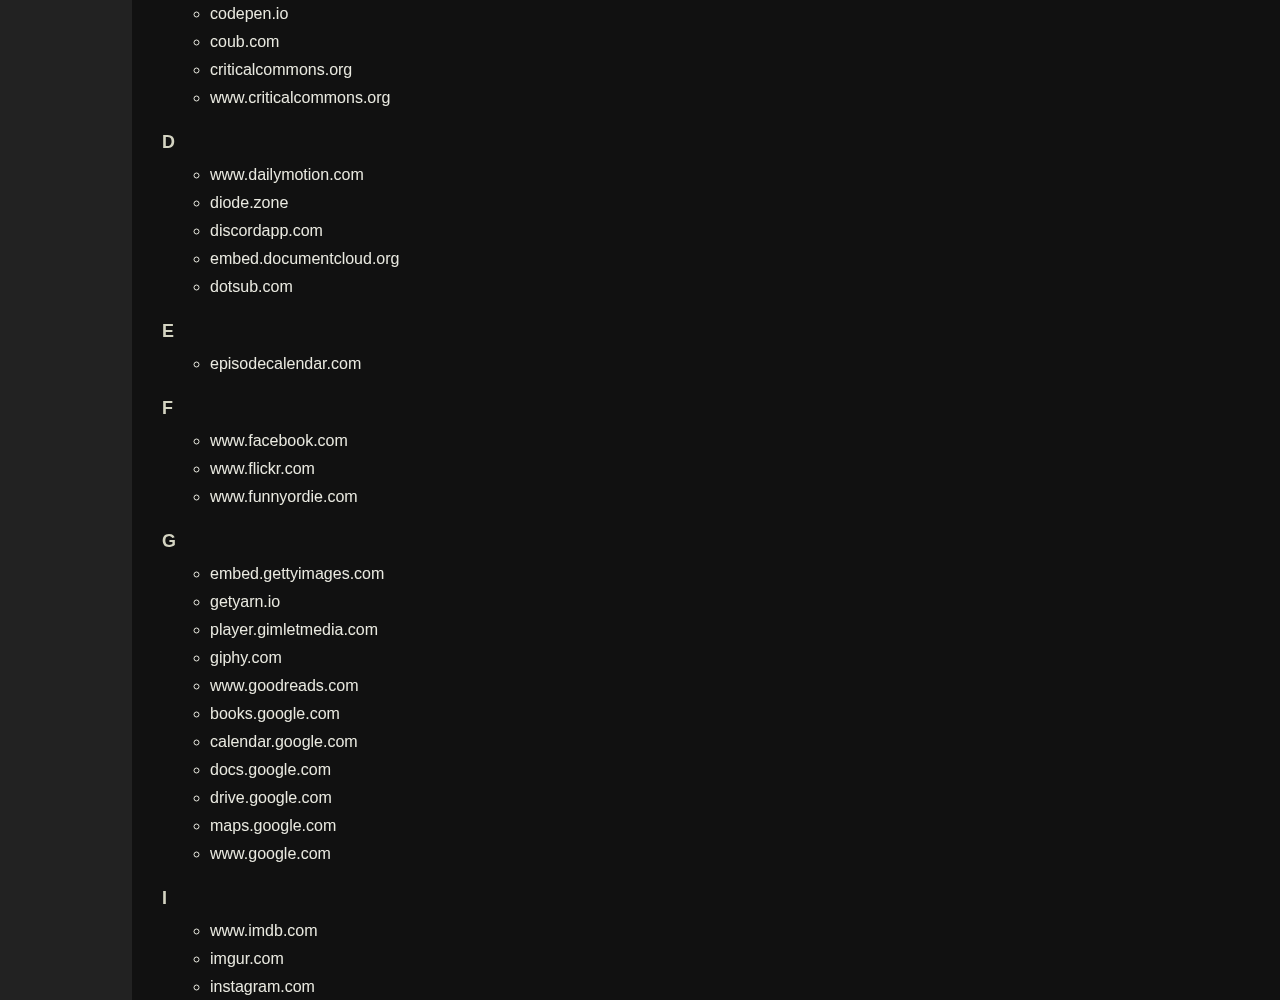 codepen.io
coub.com
criticalcommons.org
www.criticalcommons.org
D
www.dailymotion.com
diode.zone
discordapp.com
embed.documentcloud.org
dotsub.com
E
episodecalendar.com
F
www.facebook.com
www.flickr.com
www.funnyordie.com
G
embed.gettyimages.com
getyarn.io
player.gimletmedia.com
giphy.com
www.goodreads.com
books.google.com
calendar.google.com
docs.google.com
drive.google.com
maps.google.com
www.google.com
I
www.imdb.com
imgur.com
instagram.com